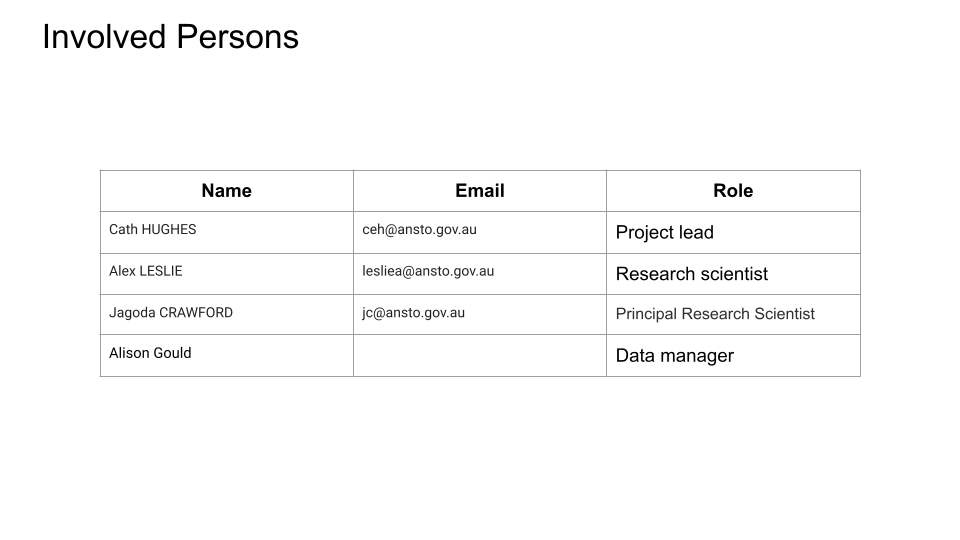 Involved Persons
Name Email Role
Cath HUGHES ceh@ansto.gov.au Project lead
Alex LESLIE lesliea@ansto.gov.au Research scientist
Jagoda CRAWFORD jc@ansto.gov.au Principal Research Scientist
Alison Gould Data manager